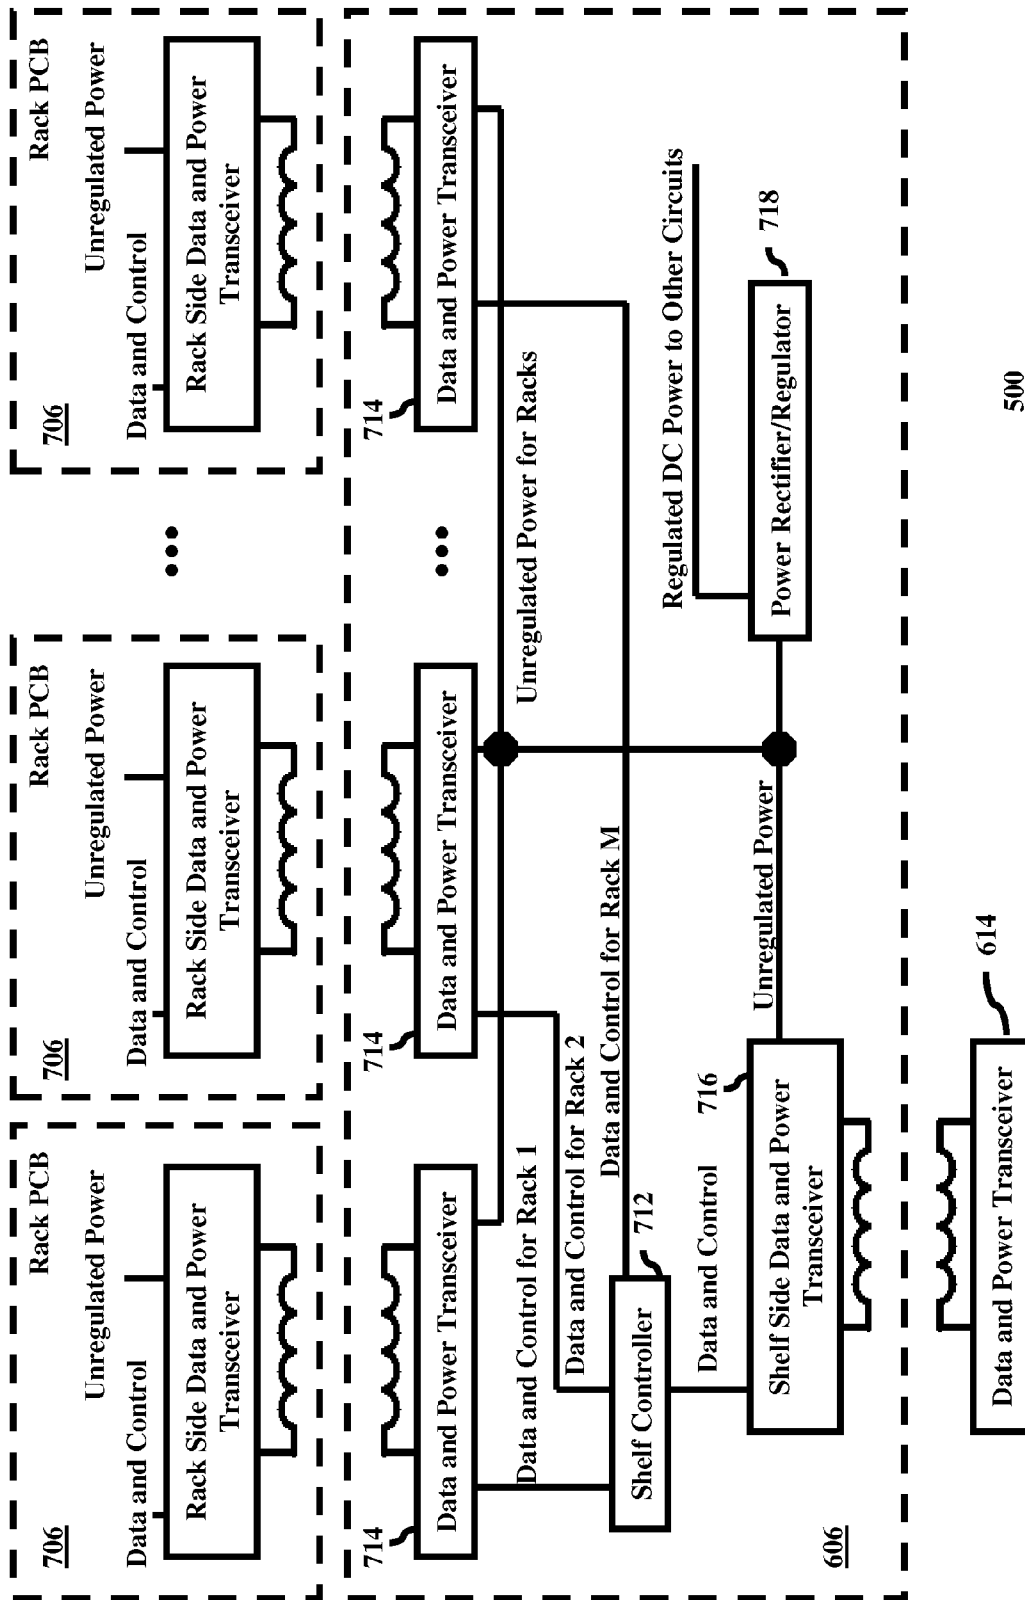 Rack PCB
Unregulated Power
Data and Control
Rack Side Data and Power
Transceiver
706
Rack PCB
Unregulated Power
Data and Control
Rack Side Data and Power
Transceiver
706
Rack PCB
Unregulated Power
Data and Control
Rack Side Data and Power
Transceiver
706
714
Data and Power Transceiver
714
Data and Power Transceiver
714
Data and Power Transceiver
Unregulated Power for Racks
Data and Control for Rack 1
Data and Control for Rack 2
Data and Control for Rack M
712
Shelf Controller
Regulated DC Power to Other Circuits
718
Power Rectifier/Regulator
Data and Control
716
Unregulated Power
Shelf Side Data and Power
Transceiver
606
614
Data and Power Transceiver
500